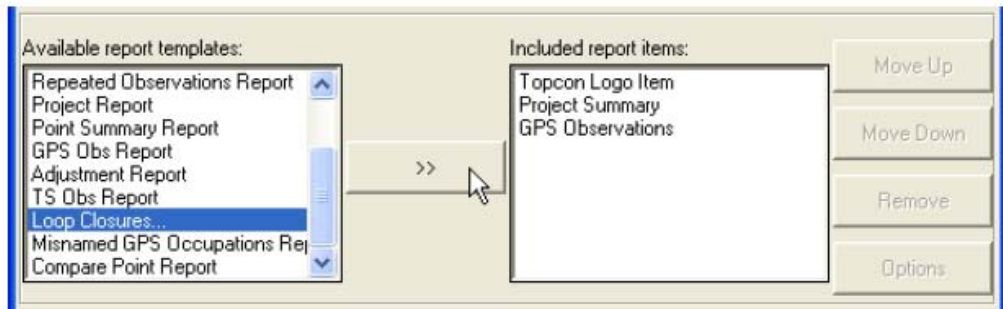 Available report templates:
Repeated Observations Report
Project Report
Point Summary Report
GPS Obs Report
Adjustment Report
TS Obs Report
Loop Closures...
Misnamed GPS Occupations Rep
Compare Point Report
>>
Included report items:
Topcon Logo Item
Project Summary
GPS Observations
Move Up
Move Down
Remove
Options